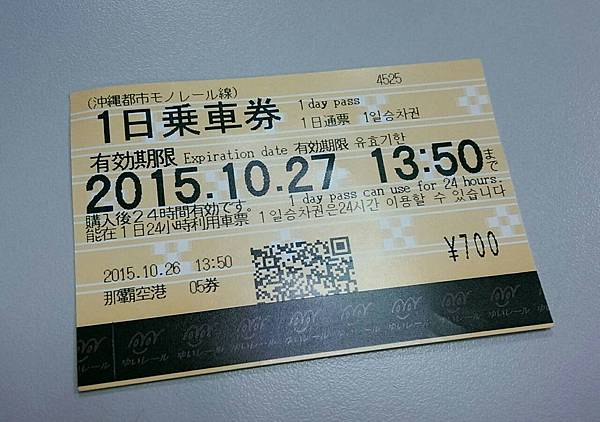 4525
(沖縄都市モノレール線)
1日乗車券 1 day pass
1日通票 1일승차권
有効期限 Expiration date 有効期限 유효기한
2015.10.27 13:50まで
購入後24時間有効です。 1 day pass can use for 24 hours.
能在1日24小時利用車票 1일승차권은24시간 이용할 수 있습니다
¥700
2015.10.26 13:50
那覇空港 05券